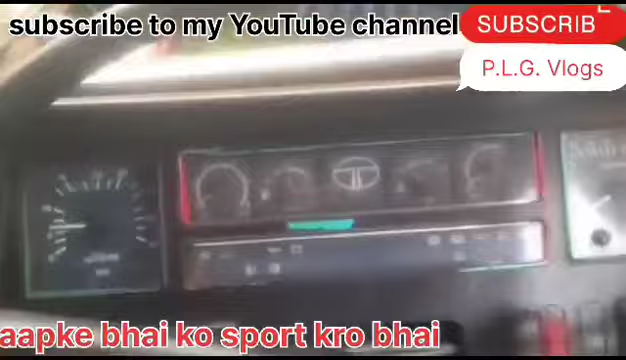 subscribe to my YouTube channel
SUBSCRIB
P.L.G. Vlogs
aapke bhai ko sport kro bhai